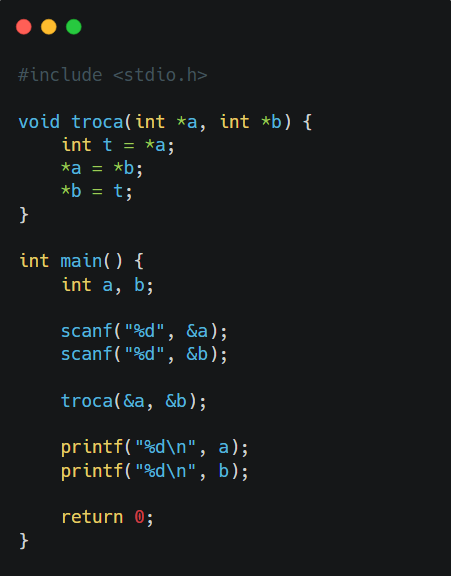 #include <stdio.h>
void troca(int *a, int *b) {
    int t = *a;
    *a = *b;
    *b = t;
}
int main() {
    int a, b;
    scanf("%d", &a);
    scanf("%d", &b);
    troca(&a, &b);
    printf("%d\n", a);
    printf("%d\n", b);
    return 0;
}